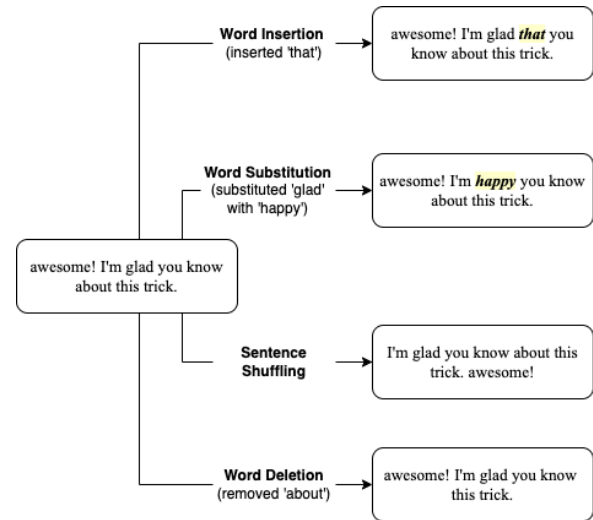 Word Insertion
(inserted 'that')
awesome! I'm glad that you
know about this trick.
Word Substitution
(substituted 'glad'
with 'happy')
awesome! I'm happy you know
about this trick.
awesome! I'm glad you know
about this trick.
Sentence
Shuffling
I'm glad you know about this
trick. awesome!
Word Deletion
(removed 'about')
awesome! I'm glad you know
this trick.